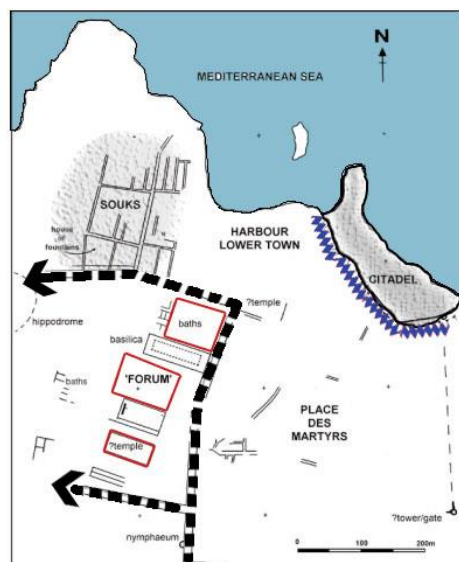 N
MEDITERRANEAN SEA
SOUKS
house
of
fountains
HARBOUR
LOWER TOWN
CITADEL
?temple
hippodrome
baths
basilica
'FORUM'
baths
PLACE
DES
MARTYRS
?temple
?tower/gate
nymphaeum
0 100 200m